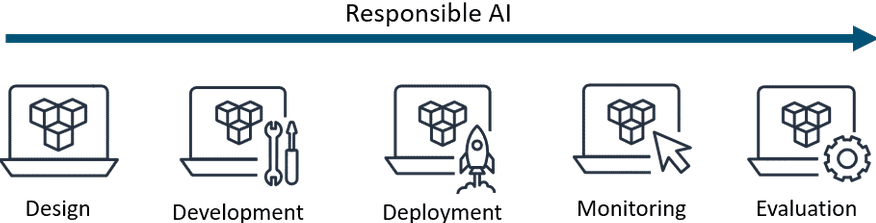 Responsible AI
Design
Development
Deployment
Monitoring
Evaluation